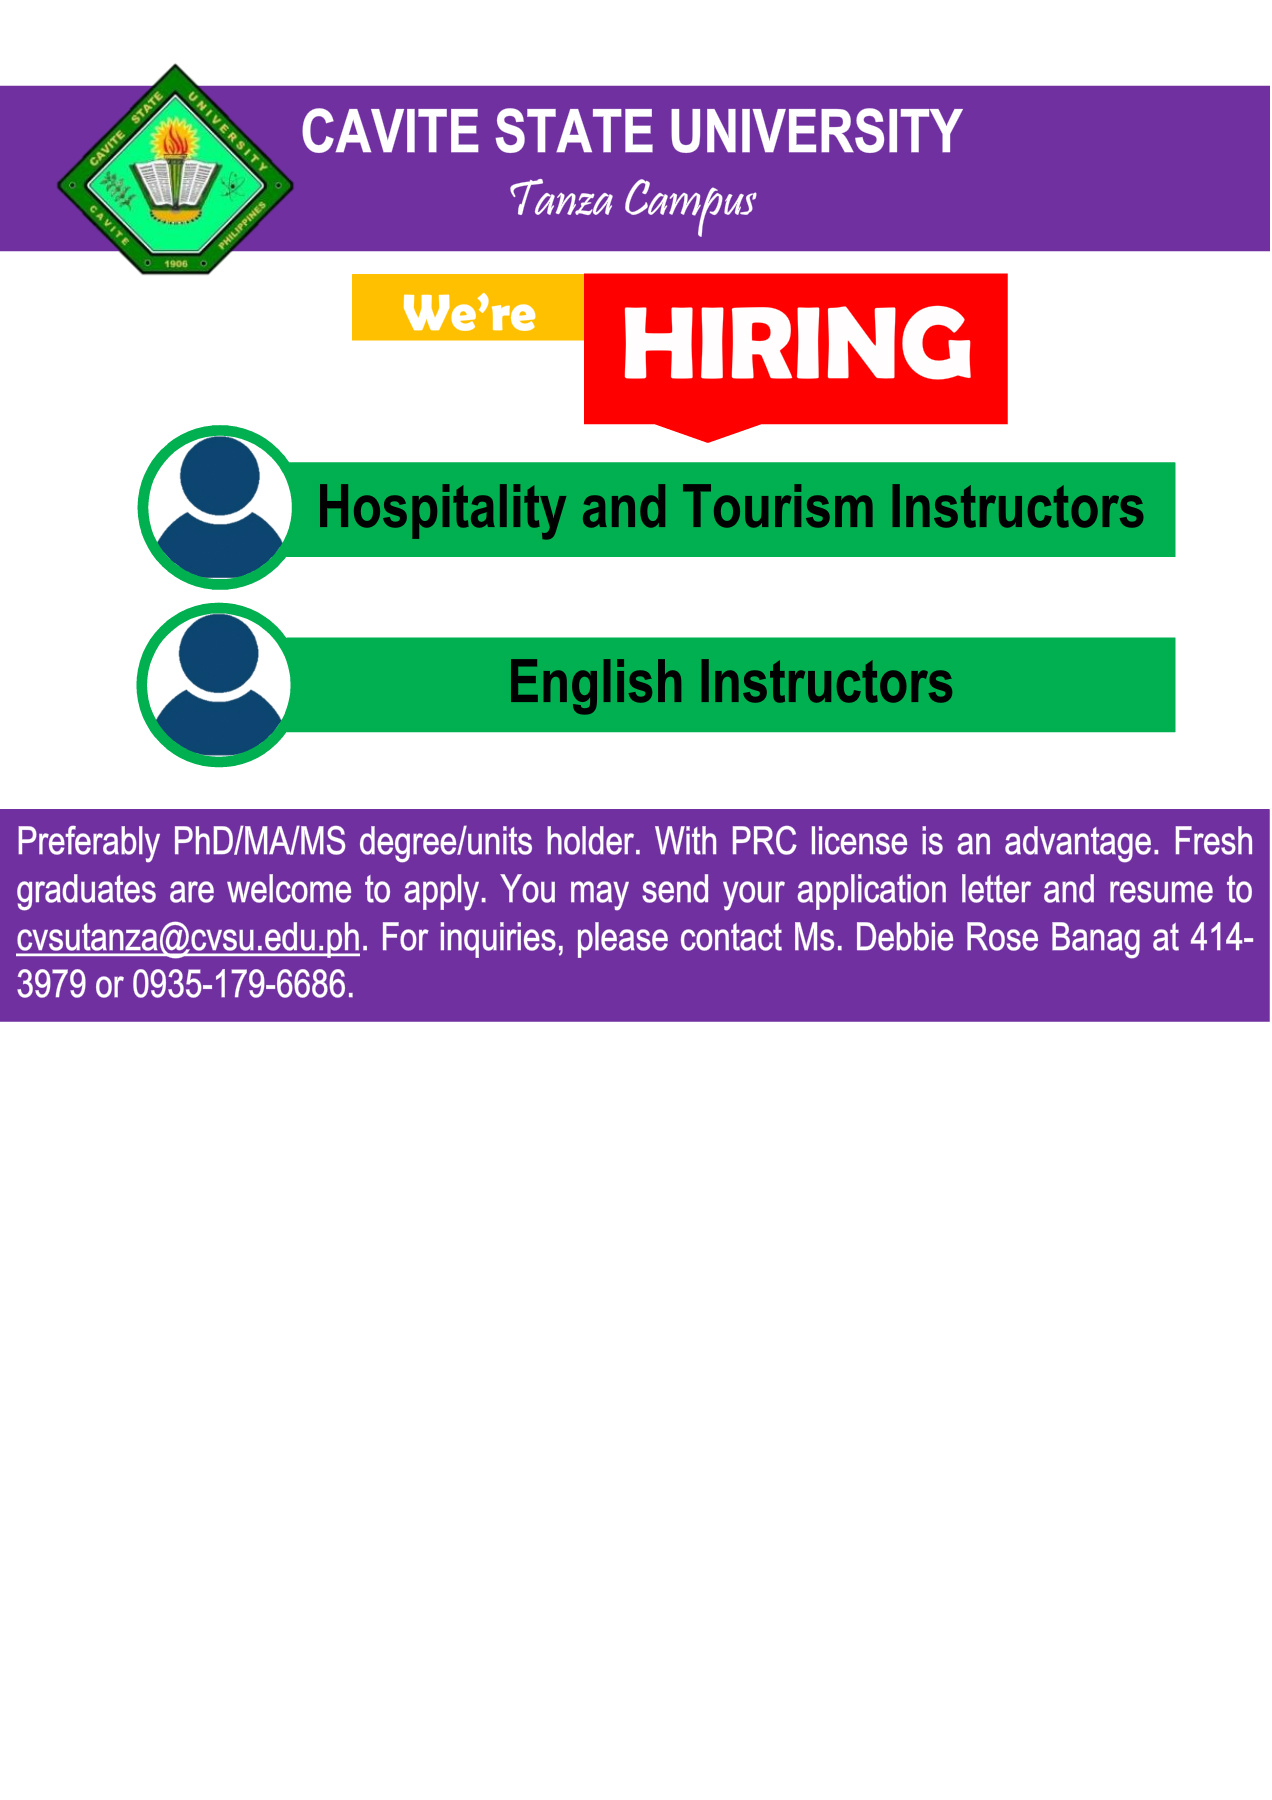 CAVITE STATE UNIVERSITY
Tanza Campus
CAVITE STATE UNIVERSITY
CAVITE PHILIPPINES
1906
We're
HIRING
Hospitality and Tourism Instructors
English Instructors
Preferably PhD/MA/MS degree/units holder. With PRC license is an advantage. Fresh
graduates are welcome to apply. You may send your application letter and resume to
cvsutanza@cvsu.edu.ph. For inquiries, please contact Ms. Debbie Rose Banag at 414-
3979 or 0935-179-6686.